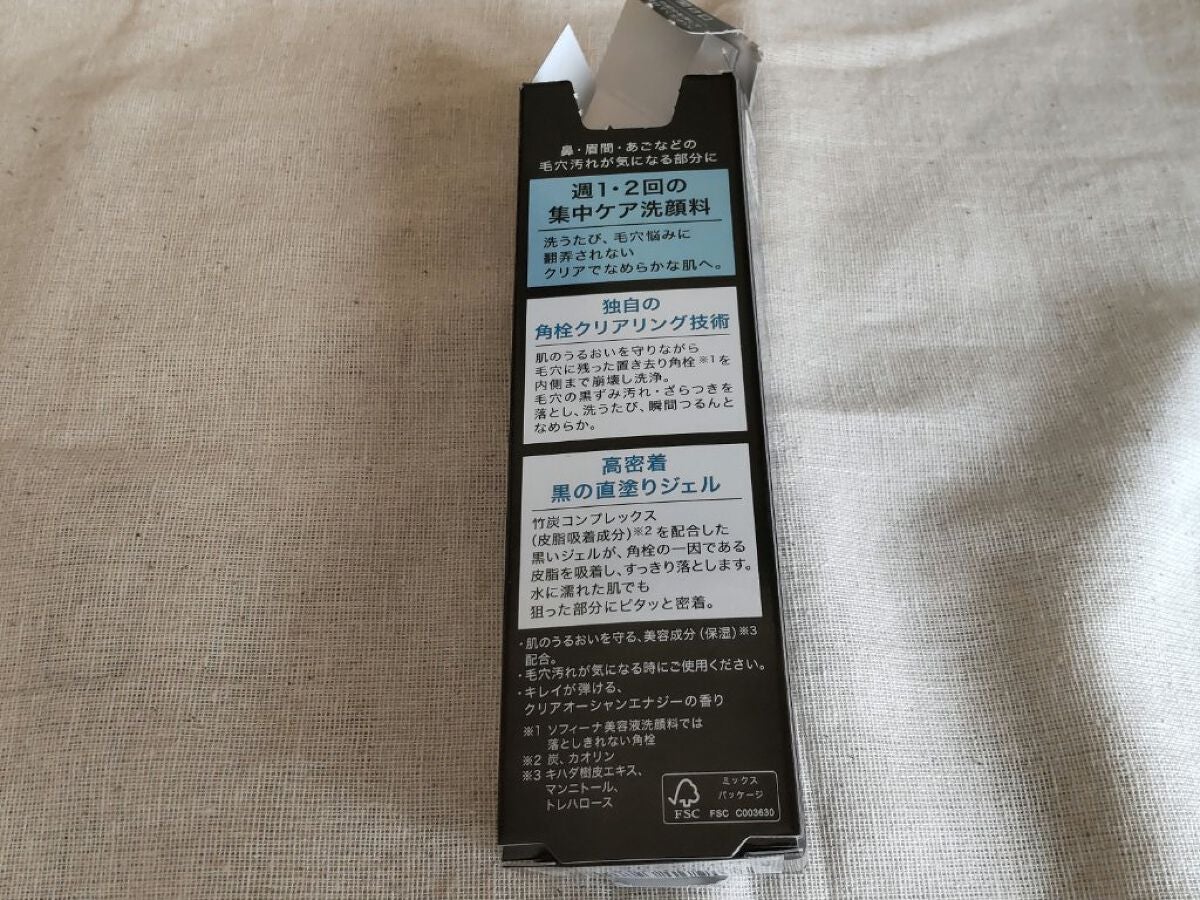 鼻・眉間・あごなどの
毛穴汚れが気になる部分に
週1・2回の
集中ケア洗顔料
洗うたび、毛穴悩みに
翻弄されない
クリアでなめらかな肌へ。
独自の
角栓クリアリング技術
肌のうるおいを守りながら
毛穴に残った置き去り角栓※1を
内側まで崩壊し洗浄。
毛穴の黒ずみ汚れ・ざらつきを
落とし、洗うたび、瞬間つるんと
なめらか。
高密着
黒の直塗りジェル
竹炭コンプレックス
(皮脂吸着成分)※2を配合した
黒いジェルが、角栓の一因である
皮脂を吸着し、すっきり落とします。
水に濡れた肌でも
狙った部分にピタッと密着。
・肌のうるおいを守る、美容成分(保湿)※3
配合。
・毛穴汚れが気になる時にご使用ください。
・キレイが弾ける、
クリアオーシャンエナジーの香り
※1 ソフィーナ美容液洗顔料では
落としきれない角栓
※2 炭、カオリン
※3 キハダ樹皮エキス、
マンニトール、
トレハロース
ミックス
パッケージ
FSC FSC C003630